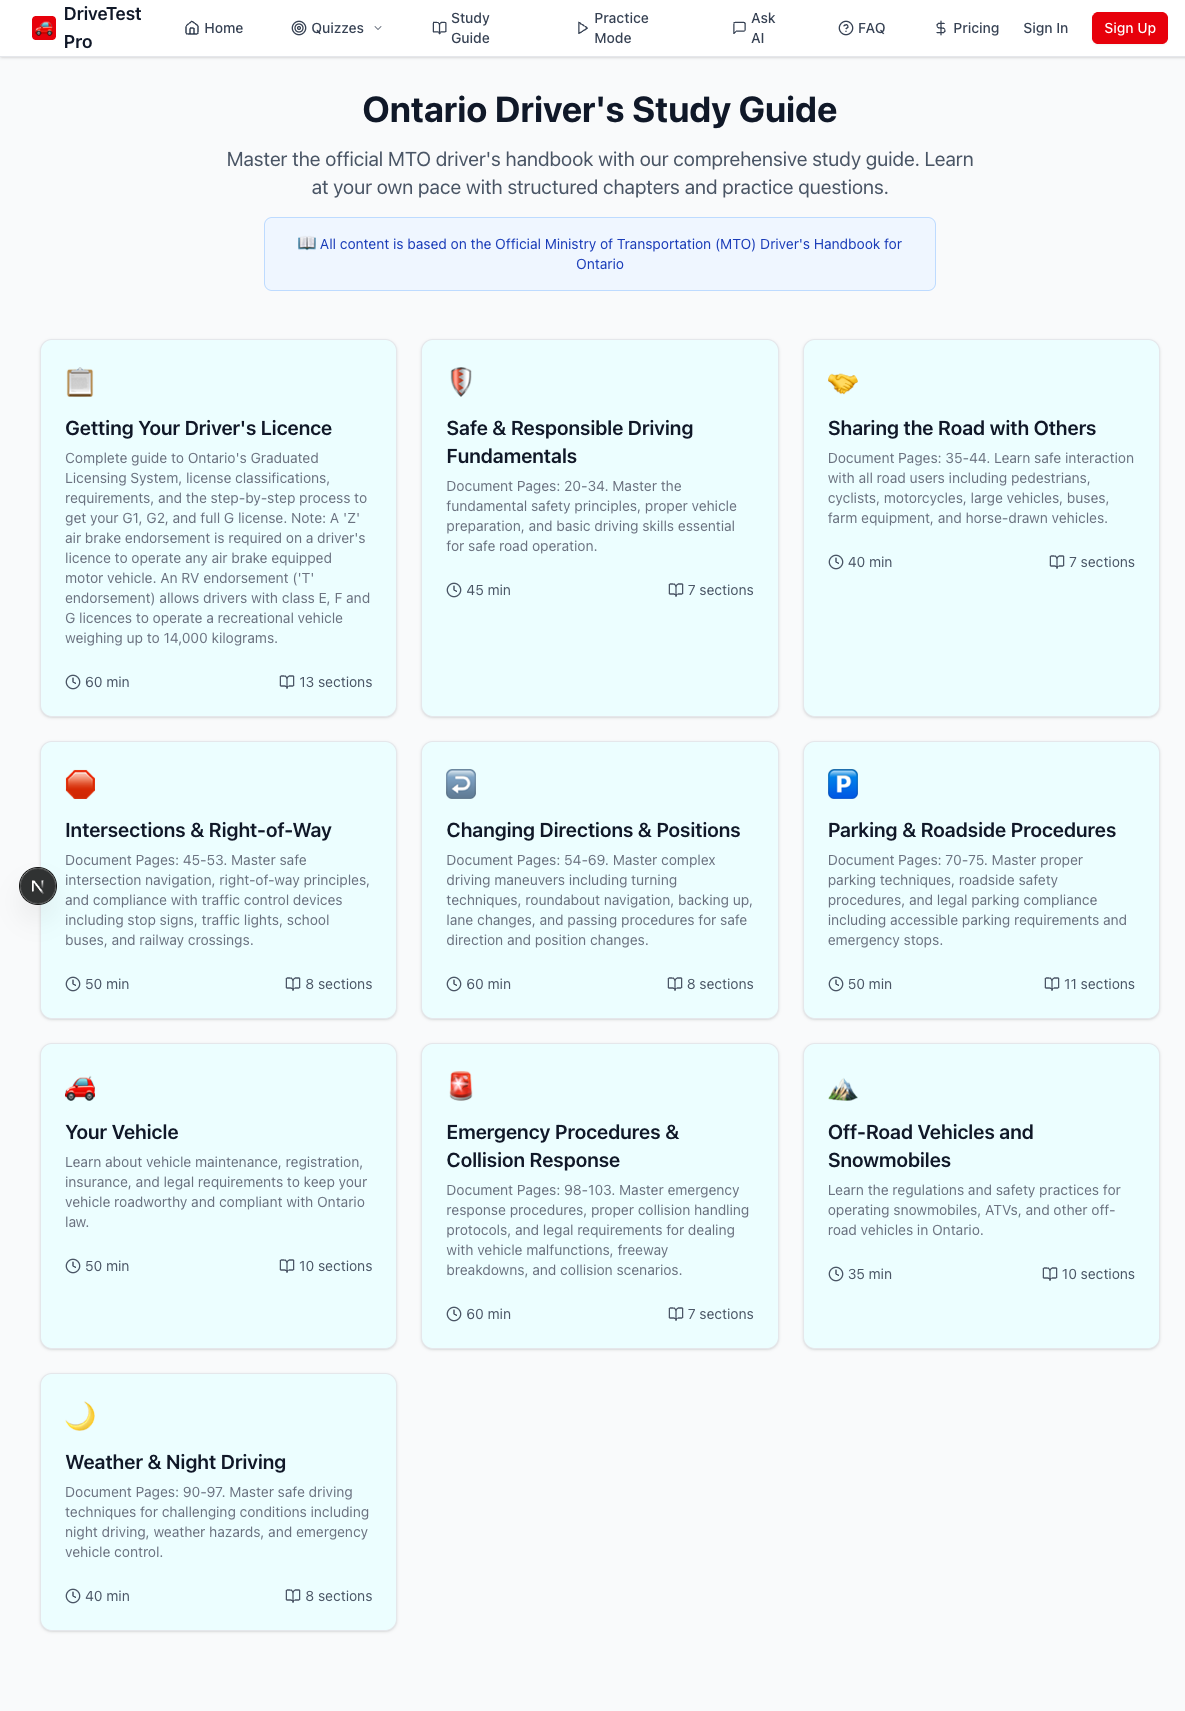 DriveTest Pro
Home
Quizzes
Study Guide
Practice Mode
Ask AI
FAQ
Pricing
Sign In
Sign Up
Ontario Driver's Study Guide
Master the official MTO driver's handbook with our comprehensive study guide. Learn
at your own pace with structured chapters and practice questions.
All content is based on the Official Ministry of Transportation (MTO) Driver's Handbook for
Ontario
Getting Your Driver's Licence
Complete guide to Ontario's Graduated
Licensing System, license classifications,
requirements, and the step-by-step process to
get your G1, G2, and full G license. Note: A 'Z'
air brake endorsement is required on a driver's
licence to operate any air brake equipped
motor vehicle. An RV endorsement ('T'
endorsement) allows drivers with class E, F and
G licences to operate a recreational vehicle
weighing up to 14,000 kilograms.
60 min
13 sections
Safe & Responsible Driving
Fundamentals
Document Pages: 20-34. Master the
fundamental safety principles, proper vehicle
preparation, and basic driving skills essential
for safe road operation.
45 min
7 sections
Sharing the Road with Others
Document Pages: 35-44. Learn safe interaction
with all road users including pedestrians,
cyclists, motorcycles, large vehicles, buses,
farm equipment, and horse-drawn vehicles.
40 min
7 sections
Intersections & Right-of-Way
Document Pages: 45-53. Master safe
intersection navigation, right-of-way principles,
and compliance with traffic control devices
including stop signs, traffic lights, school
buses, and railway crossings.
50 min
8 sections
Changing Directions & Positions
Document Pages: 54-69. Master complex
driving maneuvers including turning
techniques, roundabout navigation, backing up,
lane changes, and passing procedures for safe
direction and position changes.
60 min
8 sections
P
Parking & Roadside Procedures
Document Pages: 70-75. Master proper
parking techniques, roadside safety
procedures, and legal parking compliance
including accessible parking requirements and
emergency stops.
50 min
11 sections
N
Your Vehicle
Learn about vehicle maintenance, registration,
insurance, and legal requirements to keep your
vehicle roadworthy and compliant with Ontario
law.
50 min
10 sections
Emergency Procedures &
Collision Response
Document Pages: 98-103. Master emergency
response procedures, proper collision handling
protocols, and legal requirements for dealing
with vehicle malfunctions, freeway
breakdowns, and collision scenarios.
60 min
7 sections
Off-Road Vehicles and
Snowmobiles
Learn the regulations and safety practices for
operating snowmobiles, ATVs, and other off-
road vehicles in Ontario.
35 min
10 sections
Weather & Night Driving
Document Pages: 90-97. Master safe driving
techniques for challenging conditions including
night driving, weather hazards, and emergency
vehicle control.
40 min
8 sections